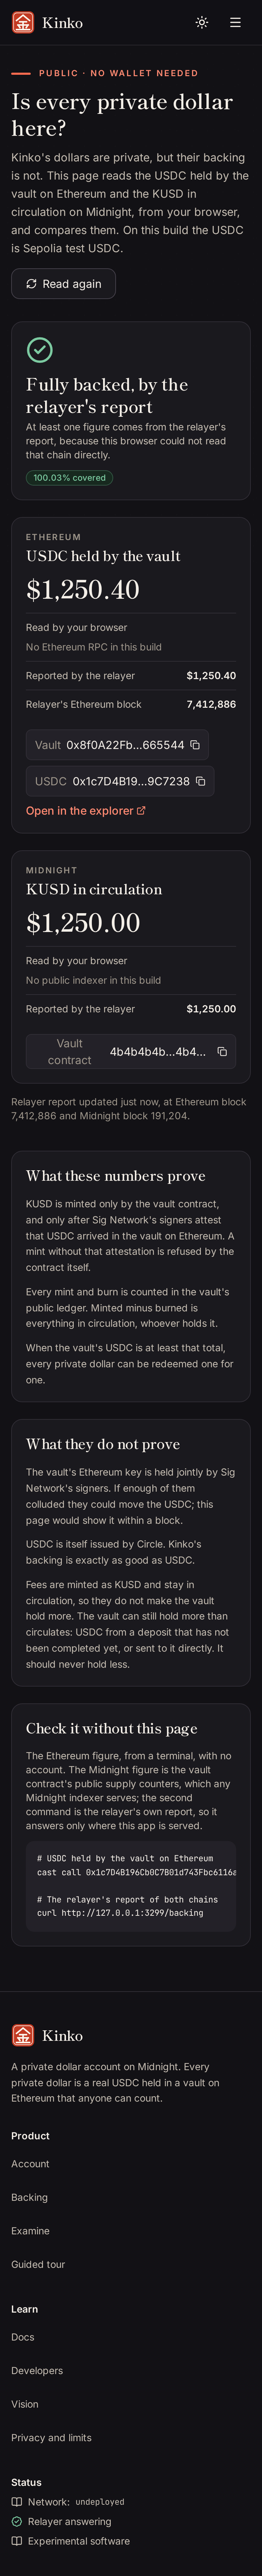 金 Kinko
PUBLIC · NO WALLET NEEDED
Is every private dollar
here?
Kinko's dollars are private, but their backing
is not. This page reads the USDC held by the
vault on Ethereum and the KUSD in
circulation on Midnight, from your browser,
and compares them. On this build the USDC
is Sepolia test USDC.
Read again
Fully backed, by the
relayer's report
At least one figure comes from the relayer's
report, because this browser could not read
that chain directly.
100.03% covered
ETHEREUM
USDC held by the vault
$1,250.40
Read by your browser
No Ethereum RPC in this build
Reported by the relayer $1,250.40
Relayer's Ethereum block 7,412,886
Vault 0x8f0A22Fb...665544
USDC 0x1c7D4B19...9C7238
Open in the explorer
MIDNIGHT
KUSD in circulation
$1,250.00
Read by your browser
No public indexer in this build
Reported by the relayer $1,250.00
Vault
contract 4b4b4b4b...4b4...
Relayer report updated just now, at Ethereum block
7,412,886 and Midnight block 191,204.
What these numbers prove
KUSD is minted only by the vault contract,
and only after Sig Network's signers attest
that USDC arrived in the vault on Ethereum. A
mint without that attestation is refused by the
contract itself.
Every mint and burn is counted in the vault's
public ledger. Minted minus burned is
everything in circulation, whoever holds it.
When the vault's USDC is at least that total,
every private dollar can be redeemed one for
one.
What they do not prove
The vault's Ethereum key is held jointly by Sig
Network's signers. If enough of them
colluded they could move the USDC; this
page would show it within a block.
USDC is itself issued by Circle. Kinko's
backing is exactly as good as USDC.
Fees are minted as KUSD and stay in
circulation, so they do not make the vault
hold more. The vault can still hold more than
circulates: USDC from a deposit that has not
been completed yet, or sent to it directly. It
should never hold less.
Check it without this page
The Ethereum figure, from a terminal, with no
account. The Midnight figure is the vault
contract's public supply counters, which any
Midnight indexer serves; the second
command is the relayer's own report, so it
answers only where this app is served.
# USDC held by the vault on Ethereum
cast call 0x1c7D4B196Cb0C7B01d743Fbc6116a
# The relayer's report of both chains
curl http://127.0.0.1:3299/backing
金 Kinko
A private dollar account on Midnight. Every
private dollar is a real USDC held in a vault on
Ethereum that anyone can count.
Product
Account
Backing
Examine
Guided tour
Learn
Docs
Developers
Vision
Privacy and limits
Status
Network: undeployed
Relayer answering
Experimental software